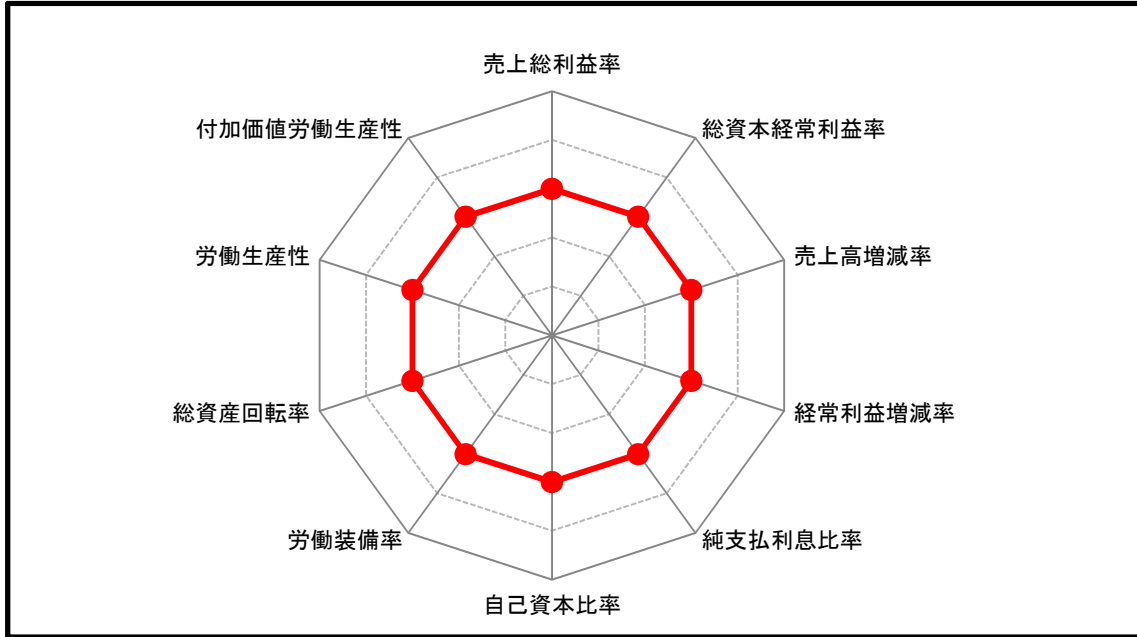 売上総利益率
総資本経常利益率
売上高増減率
経常利益増減率
純支払利息比率
自己資本比率
労働装備率
総資産回転率
労働生産性
付加価値労働生産性